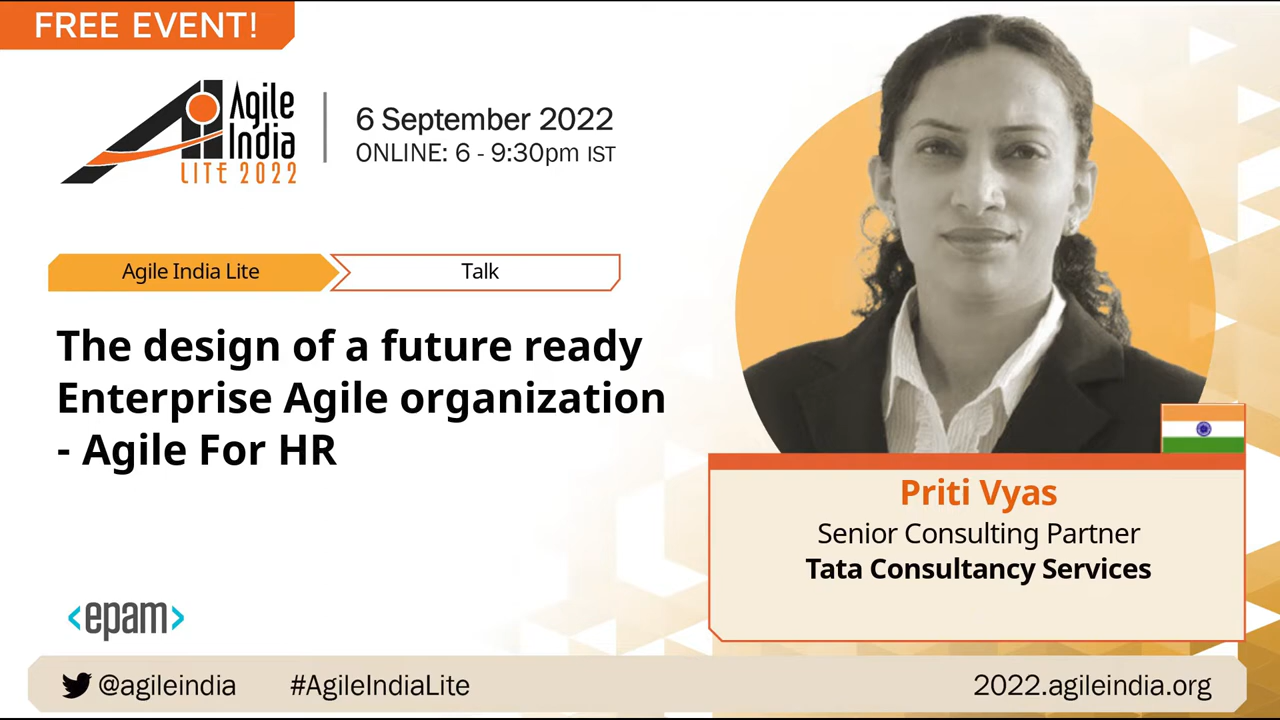 FREE EVENT!
Agile
India
LITE 2022
6 September 2022
ONLINE: 6 - 9:30pm IST
Agile India Lite
Talk
The design of a future ready
Enterprise Agile organization
- Agile For HR
Priti Vyas
Senior Consulting Partner
Tata Consultancy Services
<epam>
@agileindia
#AgileIndiaLite
2022.agileindia.org